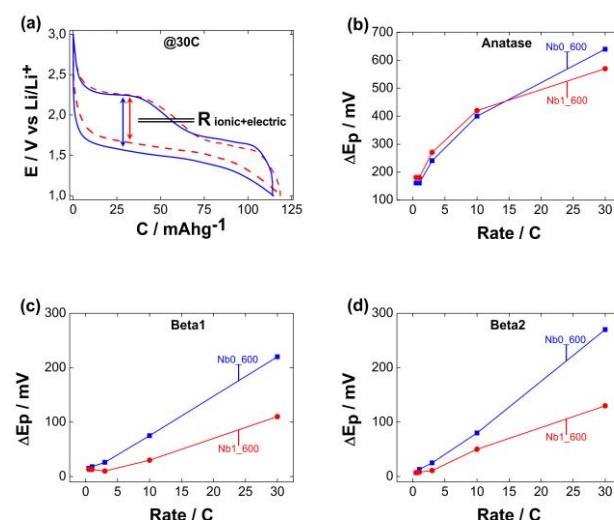 (a)
@30C
3,0
2,5
2,0
1,5
1,0
E / V vs Li/Li+
R ionic+electric
0 25 50 75 100 125
C / mAhg-1
(b)
Anatase
700
600
500
400
300
200
100
ΔEp / mV
Nb0_600
Nb1_600
0 5 10 15 20 25 30
Rate / C
(c)
Beta1
300
200
100
0
ΔEp / mV
Nb0_600
Nb1_600
0 5 10 15 20 25 30
Rate / C
(d)
Beta2
300
200
100
0
ΔEp / mV
Nb0_600
Nb1_600
0 5 10 15 20 25 30
Rate / C